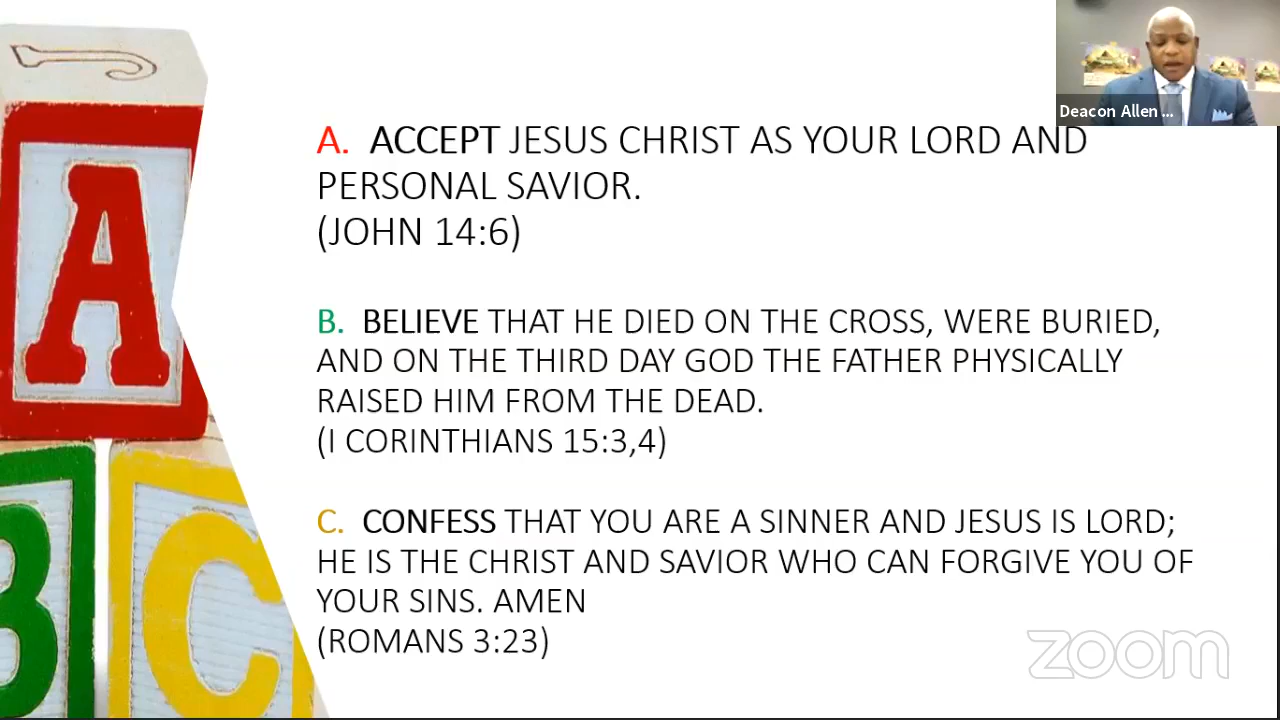 Deacon Allen ...
A. ACCEPT JESUS CHRIST AS YOUR LORD AND
PERSONAL SAVIOR.
(JOHN 14:6)
B. BELIEVE THAT HE DIED ON THE CROSS, WERE BURIED,
AND ON THE THIRD DAY GOD THE FATHER PHYSICALLY
RAISED HIM FROM THE DEAD.
(I CORINTHIANS 15:3,4)
C. CONFESS THAT YOU ARE A SINNER AND JESUS IS LORD;
HE IS THE CHRIST AND SAVIOR WHO CAN FORGIVE YOU OF
YOUR SINS. AMEN
(ROMANS 3:23)
J
A
B
C
zoom